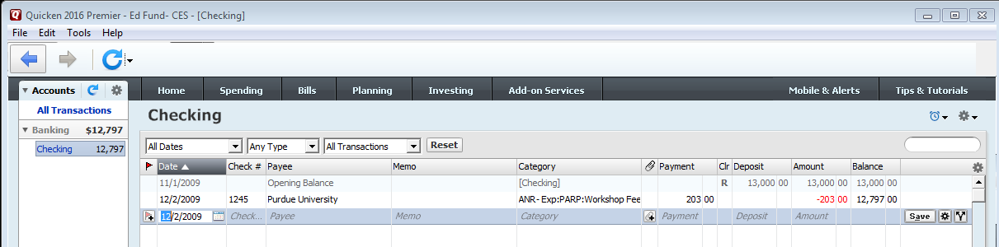 Quicken 2016 Premier - Ed Fund- CES - [Checking]
File Edit Tools Help
Accounts Home Spending Bills Planning Investing Add-on Services Mobile & Alerts Tips & Tutorials
All Transactions
Banking $12,797
Checking 12,797
Checking
All Dates Any Type All Transactions Reset
Date Check # Payee Memo Category Payment Clr Deposit Amount Balance
11/1/2009 Opening Balance [Checking] R 13,000 00 13,000 00 13,000 00
12/2/2009 1245 Purdue University ANR- Exp:PARP:Workshop Fee 203 00 -203 00 12,797 00
12/2/2009 Check... Payee Memo Category Payment Deposit Amount Save